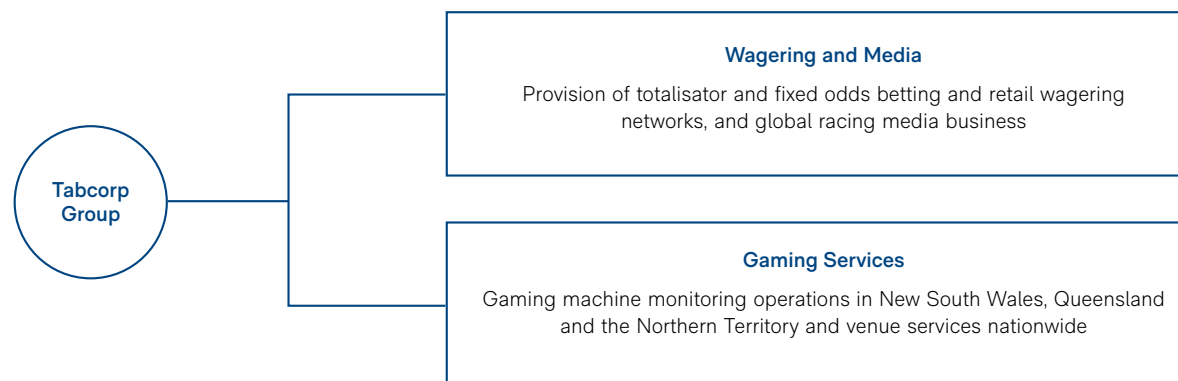 Wagering and Media
Provision of totalisator and fixed odds betting and retail wagering
networks, and global racing media business
Tabcorp
Group
Gaming Services
Gaming machine monitoring operations in New South Wales, Queensland
and the Northern Territory and venue services nationwide